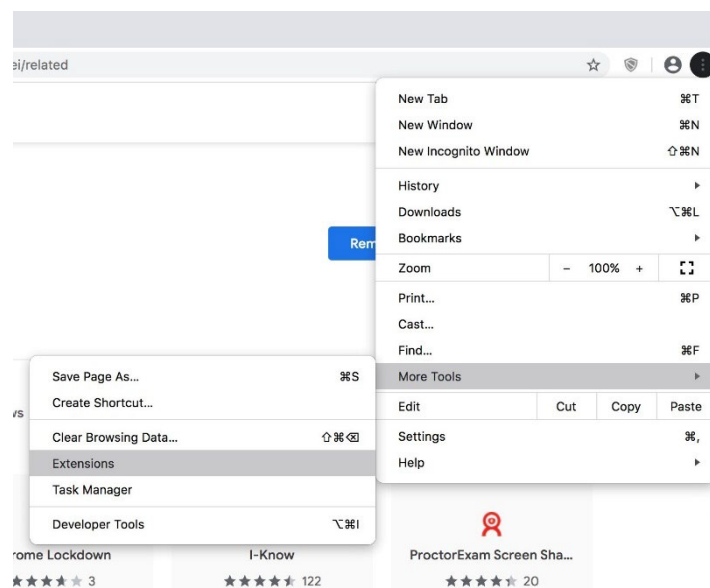 ei/related
New Tab ⌘T
New Window ⌘N
New Incognito Window ⇧⌘N
History
Downloads ⌥⌘L
Bookmarks
Zoom - 100% +
Print... ⌘P
Cast...
Find... ⌘F
More Tools
Edit Cut Copy Paste
Settings ⌘,
Help
Rem
Save Page As... ⌘S
Create Shortcut...
Clear Browsing Data... ⇧⌘⌫
Extensions
Task Manager
Developer Tools ⌥⌘I
ws
rome Lockdown
3
I-Know
122
ProctorExam Screen Sha...
20